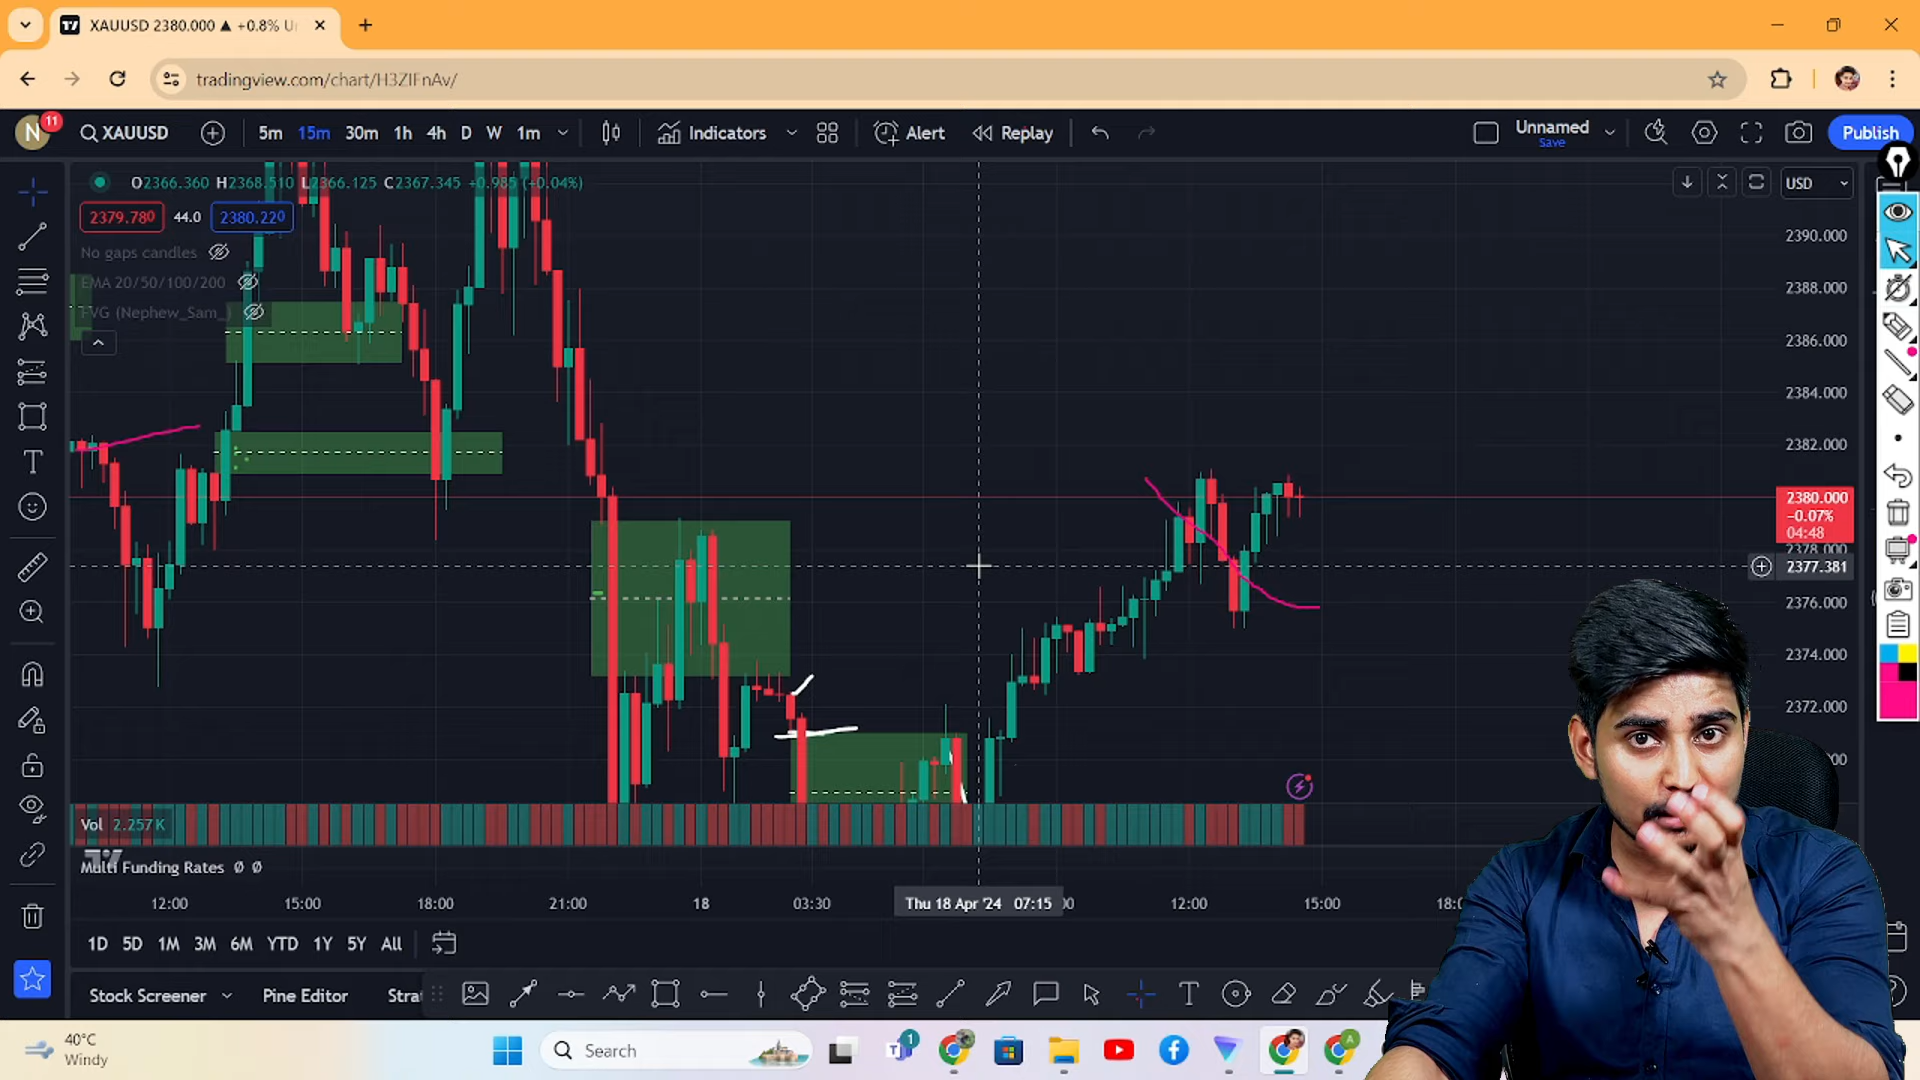 XAUUSD 2380.000 ▲ +0.8% U
tradingview.com/chart/H3ZIFnAv/
N
11
XAUUSD
5m 15m 30m 1h 4h D W 1m
Indicators
Alert
Replay
Unnamed
Save
Publish
O2366.360 H2368.510 L2366.125 C2367.345 +0.985 (+0.04%)
USD
2379.780 44.0 2380.220
No gaps candles
EMA 20/50/100/200
FVG (Nephew_Sam_)
2390.000
2388.000
2386.000
2384.000
2382.000
2380.000
−0.07%
04:48
2378.000
2377.381
2376.000
2374.000
2372.000
Vol 2.257K
Multi Funding Rates Ø Ø
12:00 15:00 18:00 21:00 18 03:30 Thu 18 Apr '24 07:15 12:00 15:00
1D 5D 1M 3M 6M YTD 1Y 5Y All
Stock Screener Pine Editor Strat
40°C
Windy
Search
1
A